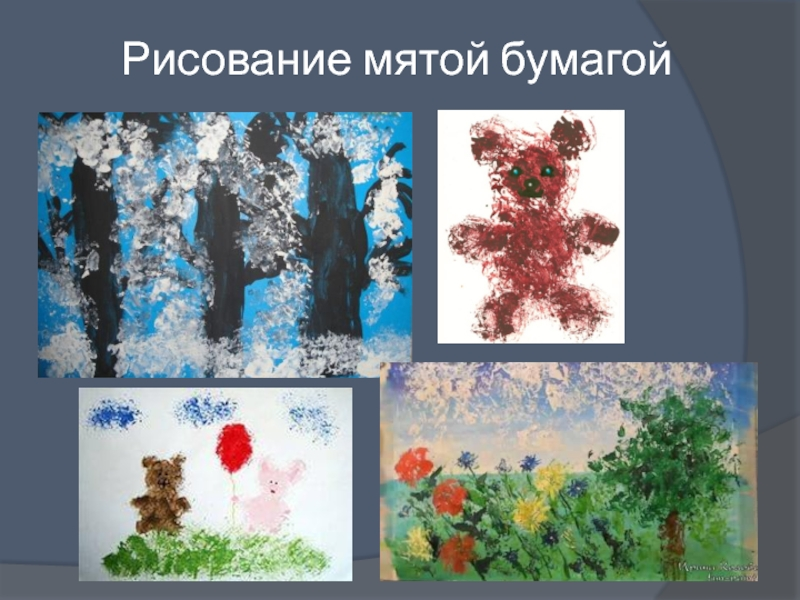 Рисование мятой бумагой